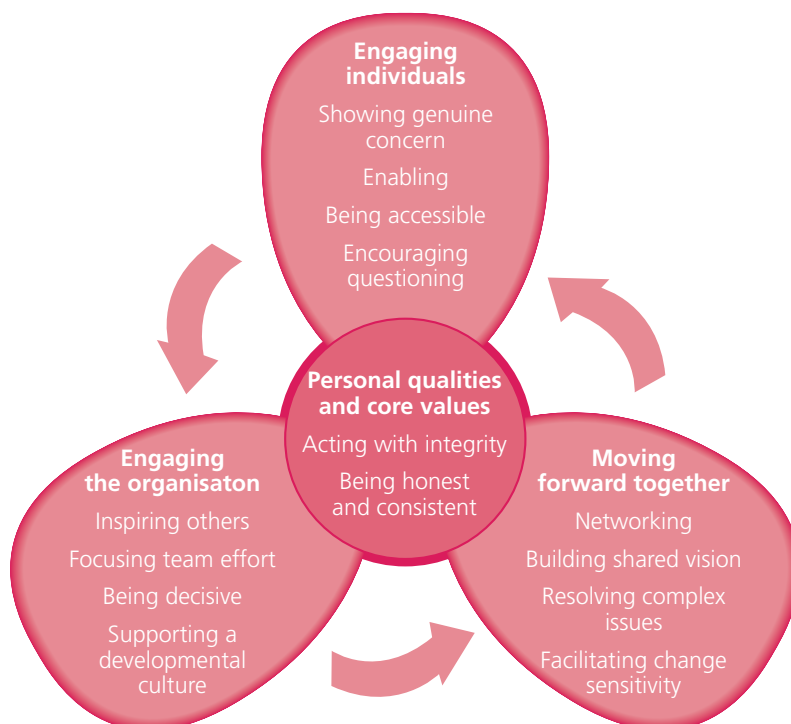 Engaging
individuals
Showing genuine
concern
Enabling
Being accessible
Encouraging
questioning
Personal qualities
and core values
Acting with integrity
Being honest
and consistent
Engaging
the organisaton
Inspiring others
Focusing team effort
Being decisive
Supporting a
developmental
culture
Moving
forward together
Networking
Building shared vision
Resolving complex
issues
Facilitating change
sensitivity